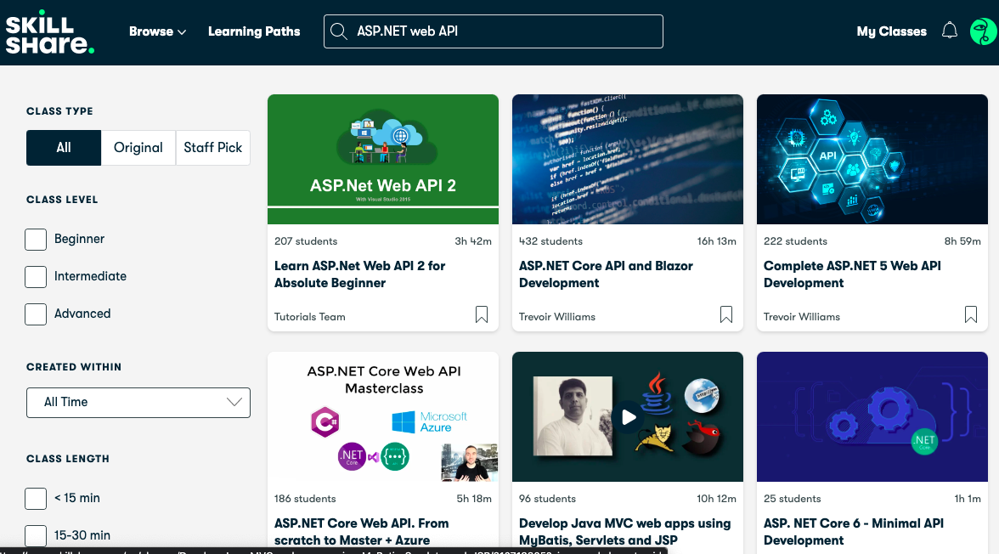 SKILL
SHARE.
Browse
Learning Paths
ASP.NET web API
My Classes
CLASS TYPE
All
Original
Staff Pick
CLASS LEVEL
Beginner
Intermediate
Advanced
CREATED WITHIN
All Time
CLASS LENGTH
< 15 min
15-30 min
ASP.Net Web API 2
With Visual Studio 2015
207 students
3h 42m
Learn ASP.Net Web API 2 for
Absolute Beginner
Tutorials Team
432 students
16h 13m
ASP.NET Core API and Blazor
Development
Trevoir Williams
API
222 students
8h 59m
Complete ASP.NET 5 Web API
Development
Trevoir Williams
ASP.NET Core Web API
Masterclass
Microsoft
Azure
.NET
Core
186 students
5h 18m
ASP.NET Core Web API. From
scratch to Master + Azure
96 students
10h 12m
Develop Java MVC web apps using
MyBatis, Servlets and JSP
.NET
Core
25 students
1h 1m
ASP. NET Core 6 - Minimal API
Development